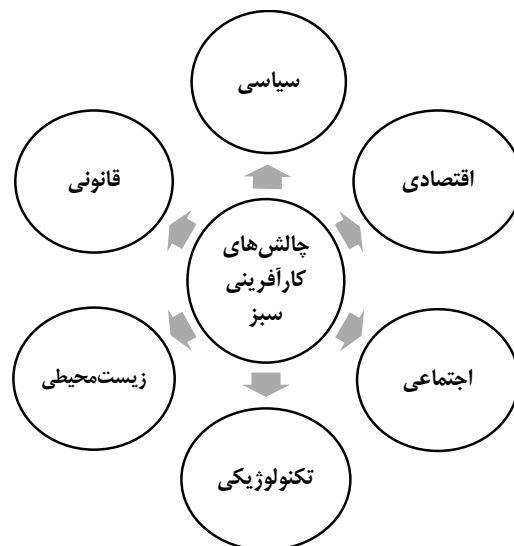 سیاسی
اقتصادی
قانونی
چالش‌های
کارآفرینی
سبز
اجتماعی
زیست‌محیطی
تکنولوژیکی